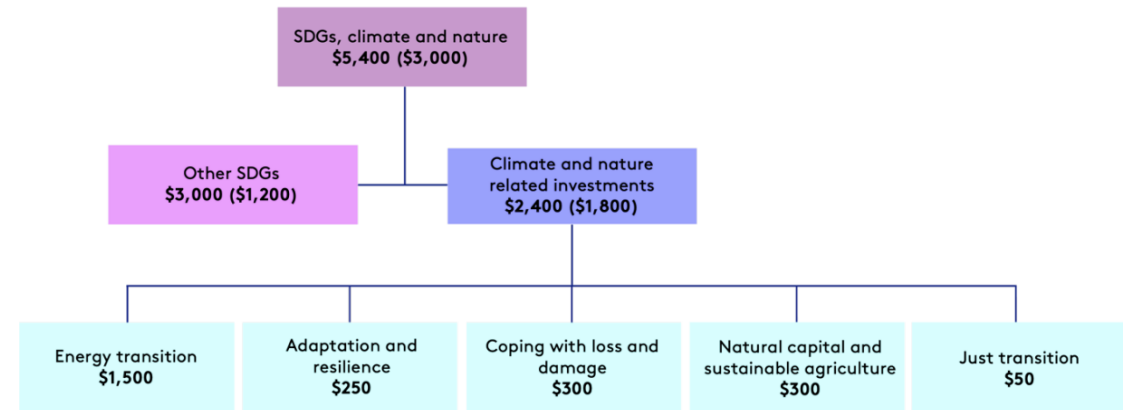 SDGs, climate and nature
$5,400 ($3,000)
Other SDGs
$3,000 ($1,200)
Climate and nature
related investments
$2,400 ($1,800)
Energy transition
$1,500
Adaptation and
resilience
$250
Coping with loss and
damage
$300
Natural capital and
sustainable agriculture
$300
Just transition
$50